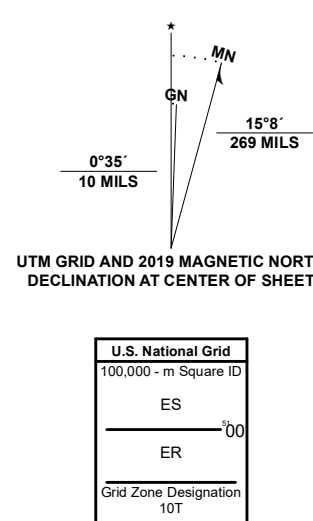 ★
MN
GN
15°8´
269 MILS
0°35´
10 MILS
UTM GRID AND 2019 MAGNETIC NORT
DECLINATION AT CENTER OF SHEET
U.S. National Grid
100,000 - m Square ID
ES
5100
ER
Grid Zone Designation
10T